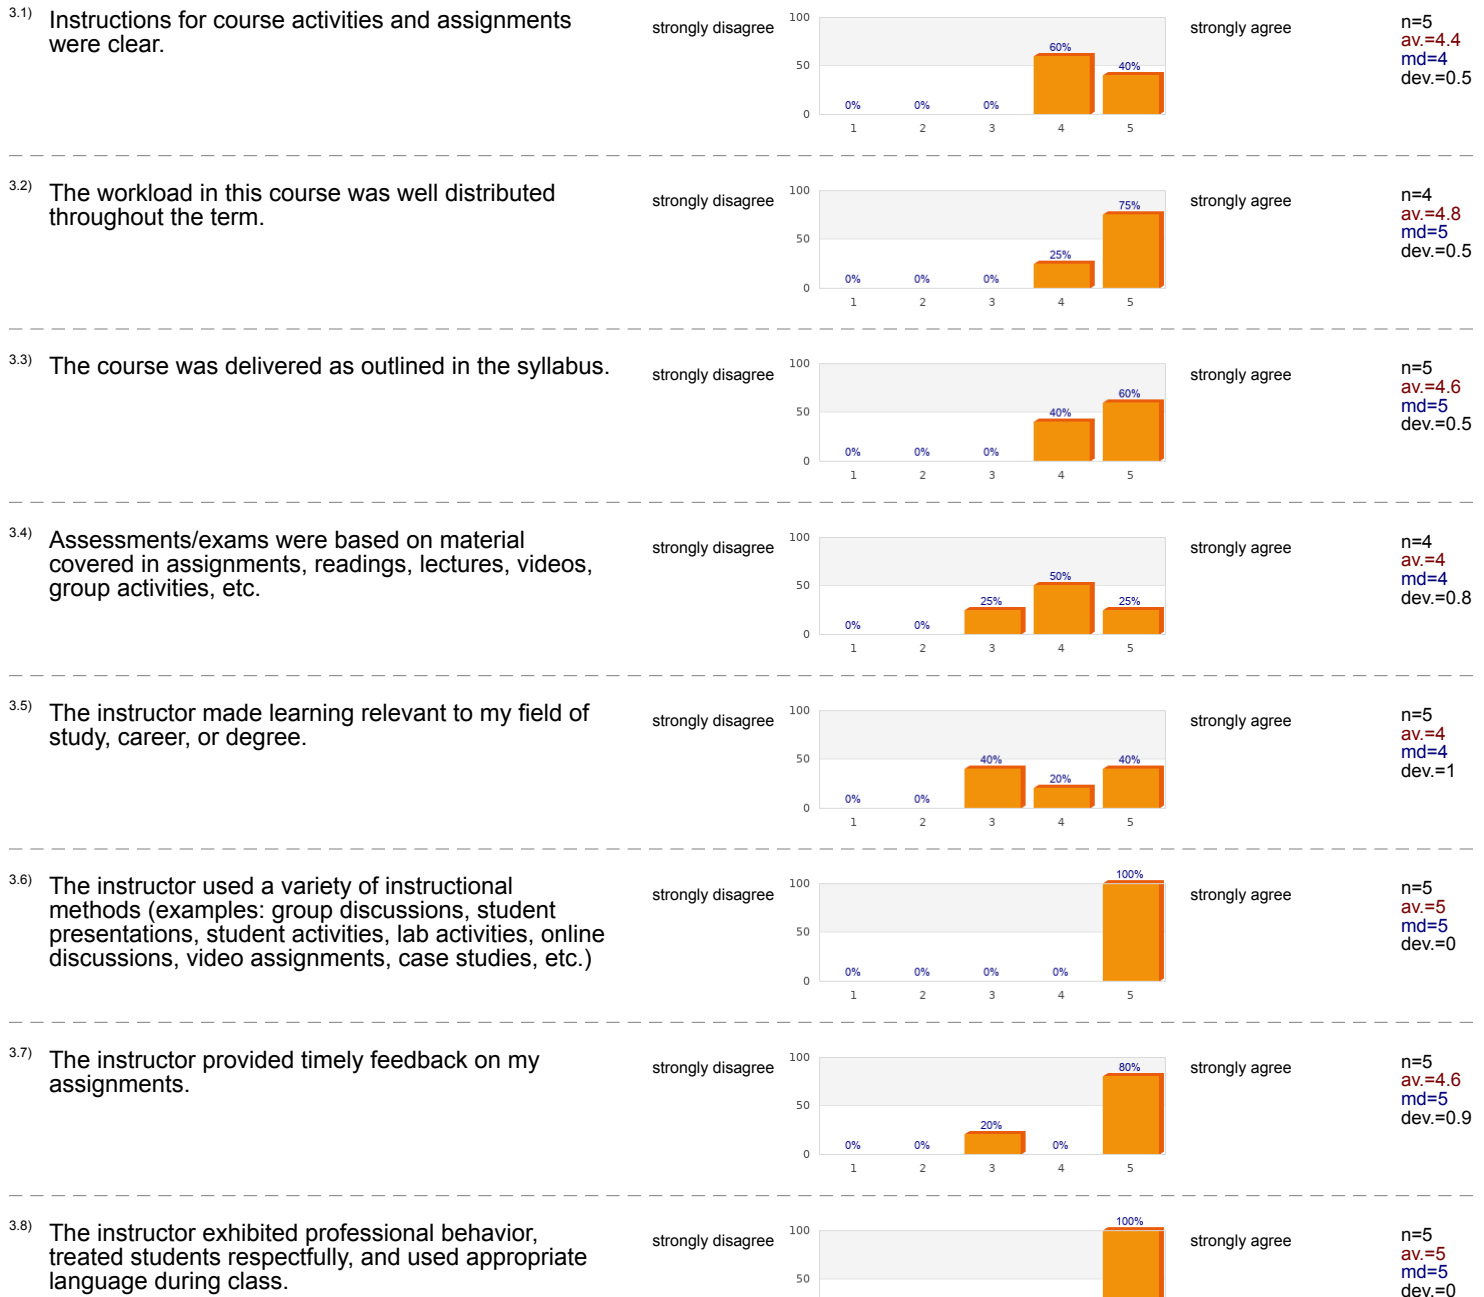 3.1) Instructions for course activities and assignments
were clear.
strongly disagree
100
50
0
0%
0%
0%
60%
40%
1
2
3
4
5
strongly agree
n=5
av.=4.4
md=4
dev.=0.5
3.2) The workload in this course was well distributed
throughout the term.
strongly disagree
100
50
0
0%
0%
0%
25%
75%
1
2
3
4
5
strongly agree
n=4
av.=4.8
md=5
dev.=0.5
3.3) The course was delivered as outlined in the syllabus.
strongly disagree
100
50
0
0%
0%
0%
40%
60%
1
2
3
4
5
strongly agree
n=5
av.=4.6
md=5
dev.=0.5
3.4) Assessments/exams were based on material
covered in assignments, readings, lectures, videos,
group activities, etc.
strongly disagree
100
50
0
0%
0%
25%
50%
25%
1
2
3
4
5
strongly agree
n=4
av.=4
md=4
dev.=0.8
3.5) The instructor made learning relevant to my field of
study, career, or degree.
strongly disagree
100
50
0
0%
0%
40%
20%
40%
1
2
3
4
5
strongly agree
n=5
av.=4
md=4
dev.=1
3.6) The instructor used a variety of instructional
methods (examples: group discussions, student
presentations, student activities, lab activities, online
discussions, video assignments, case studies, etc.)
strongly disagree
100
50
0
0%
0%
0%
0%
100%
1
2
3
4
5
strongly agree
n=5
av.=5
md=5
dev.=0
3.7) The instructor provided timely feedback on my
assignments.
strongly disagree
100
50
0
0%
0%
20%
0%
80%
1
2
3
4
5
strongly agree
n=5
av.=4.6
md=5
dev.=0.9
3.8) The instructor exhibited professional behavior,
treated students respectfully, and used appropriate
language during class.
strongly disagree
100
50
100%
strongly agree
n=5
av.=5
md=5
dev.=0